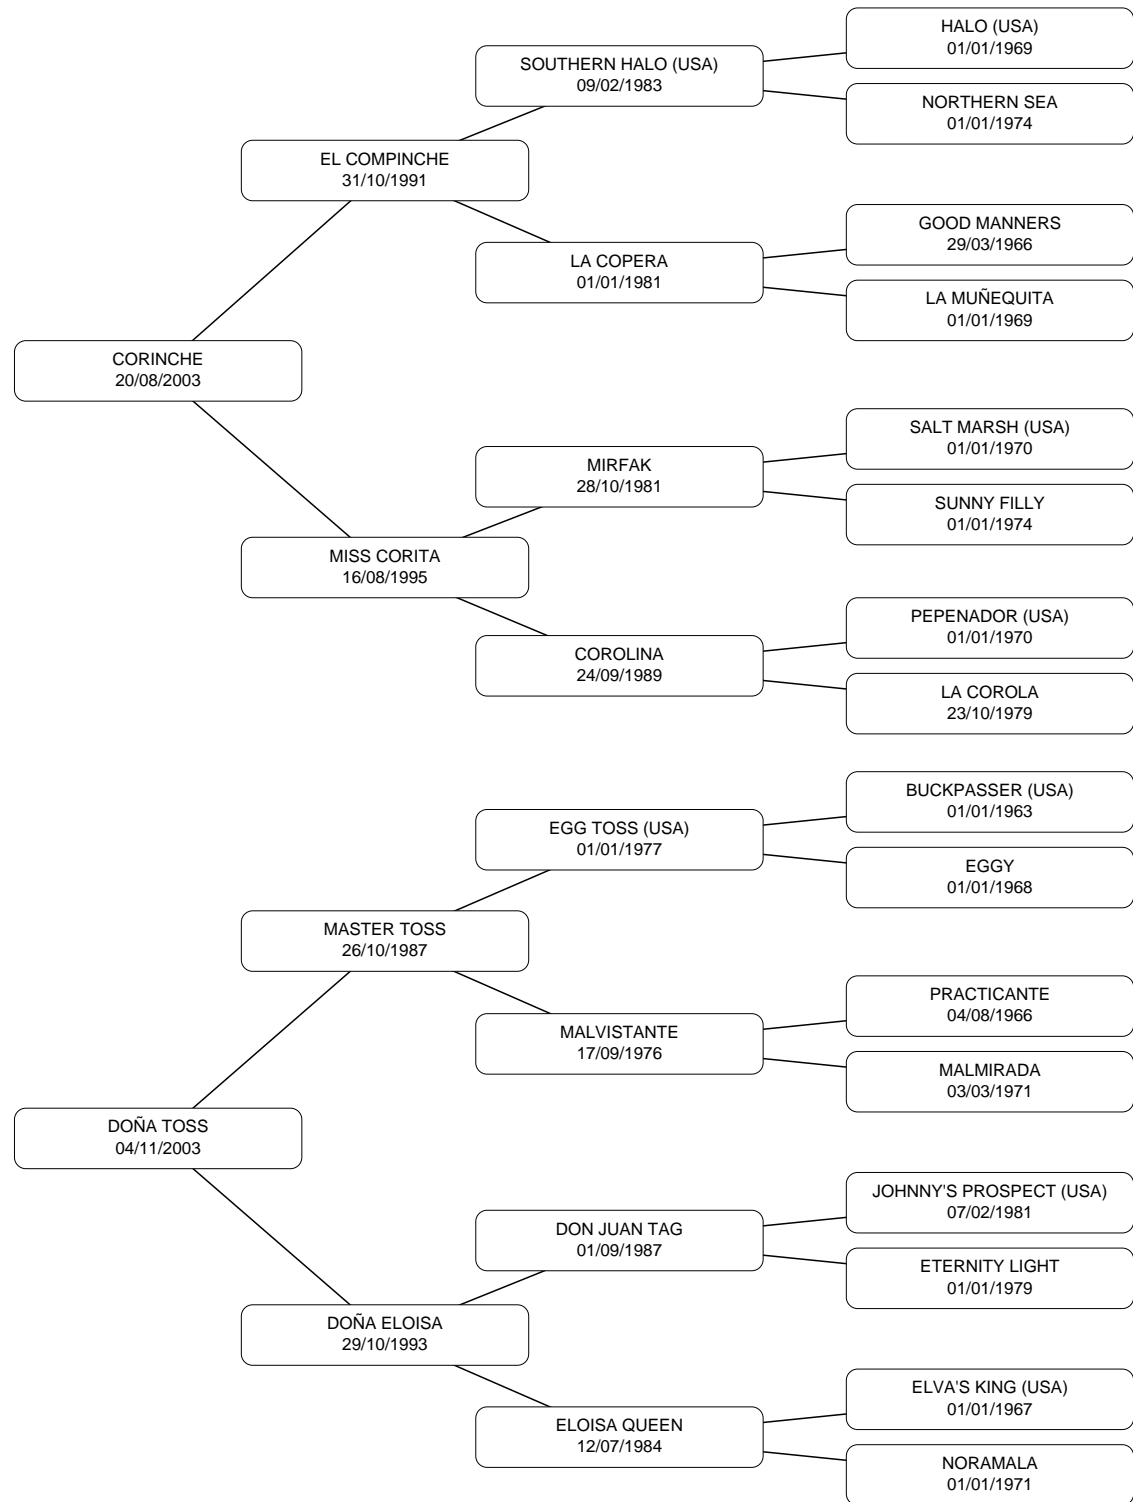 HALO (USA)
01/01/1969
SOUTHERN HALO (USA)
09/02/1983
NORTHERN SEA
01/01/1974
EL COMPINCHE
31/10/1991
GOOD MANNERS
29/03/1966
LA COPERA
01/01/1981
LA MUÑEQUITA
01/01/1969
CORINCHE
20/08/2003
SALT MARSH (USA)
01/01/1970
MIRFAK
28/10/1981
SUNNY FILLY
01/01/1974
MISS CORITA
16/08/1995
PEPENADOR (USA)
01/01/1970
COROLINA
24/09/1989
LA COROLA
23/10/1979
BUCKPASSER (USA)
01/01/1963
EGG TOSS (USA)
01/01/1977
EGGY
01/01/1968
MASTER TOSS
26/10/1987
PRACTICANTE
04/08/1966
MALVISTANTE
17/09/1976
MALMIRADA
03/03/1971
DOÑA TOSS
04/11/2003
JOHNNY'S PROSPECT (USA)
07/02/1981
DON JUAN TAG
01/09/1987
ETERNITY LIGHT
01/01/1979
DOÑA ELOISA
29/10/1993
ELVA'S KING (USA)
01/01/1967
ELOISA QUEEN
12/07/1984
NORAMALA
01/01/1971